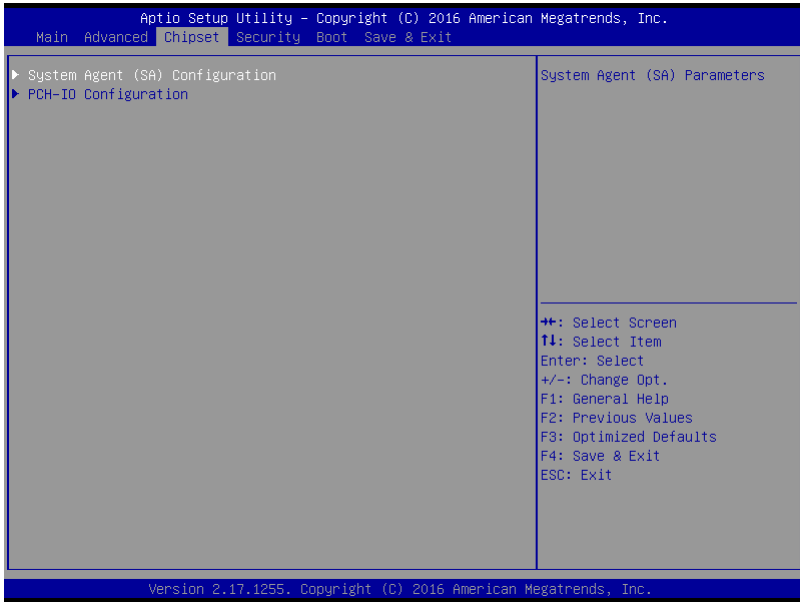 Aptio Setup Utility – Copyright (C) 2016 American Megatrends, Inc.
Main Advanced Chipset Security Boot Save & Exit
System Agent (SA) Configuration
PCH-IO Configuration
System Agent (SA) Parameters
→←: Select Screen
↑↓: Select Item
Enter: Select
+/-: Change Opt.
F1: General Help
F2: Previous Values
F3: Optimized Defaults
F4: Save & Exit
ESC: Exit
Version 2.17.1255. Copyright (C) 2016 American Megatrends, Inc.